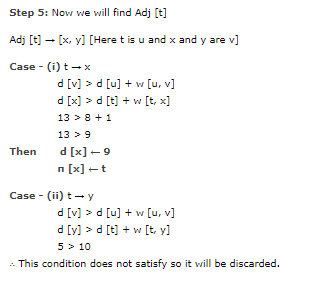 Step 5: Now we will find Adj [t]
Adj [t] → [x, y] [Here t is u and x and y are v]
Case - (i) t → x
d [v] > d [u] + w [u, v]
d [x] > d [t] + w [t, x]
13 > 8 + 1
13 > 9
Then d [x] ← 9
π [x] ← t
Case - (ii) t → y
d [v] > d [u] + w [u, v]
d [y] > d [t] + w [t, y]
5 > 10
∴ This condition does not satisfy so it will be discarded.